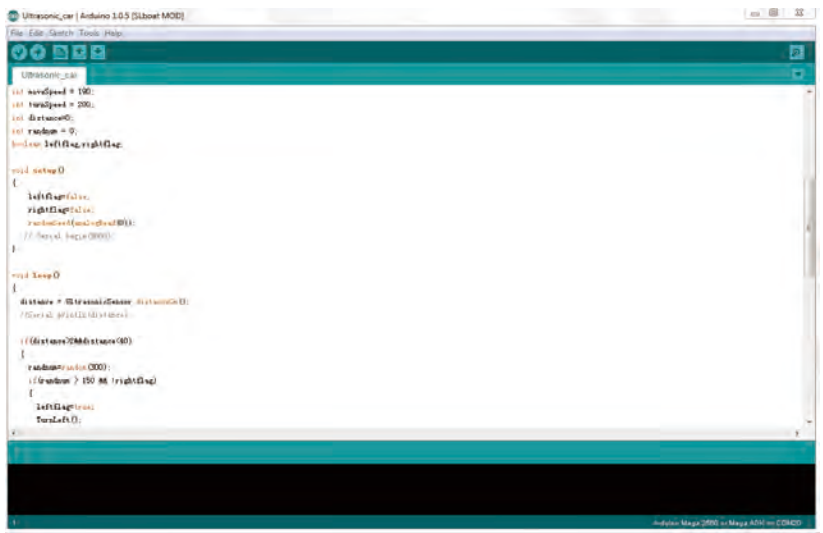 Ultrasonic_car | Arduino 1.0.5 [SLboat MOD]
File Edit Sketch Tools Help
Ultrasonic_car
int moveSpeed = 190;
int turnSpeed = 200;
int distance=0;
int randnum = 0;
boolean leftflag,rightflag;
void setup()
{
leftflag=false;
rightflag=false;
randomSeed(analogRead(0));
// Serial.begin(9600);
}
void loop()
{
distance = UltrasonicSensor.distanceCm();
//Serial.println(distance);
if(distance>2&&distance<40)
{
randnum=random(300);
if(randnum > 150 && !rightflag)
{
leftflag=true;
TurnLeft();
1
Arduino Mega 2560 or Mega ADK on COM20